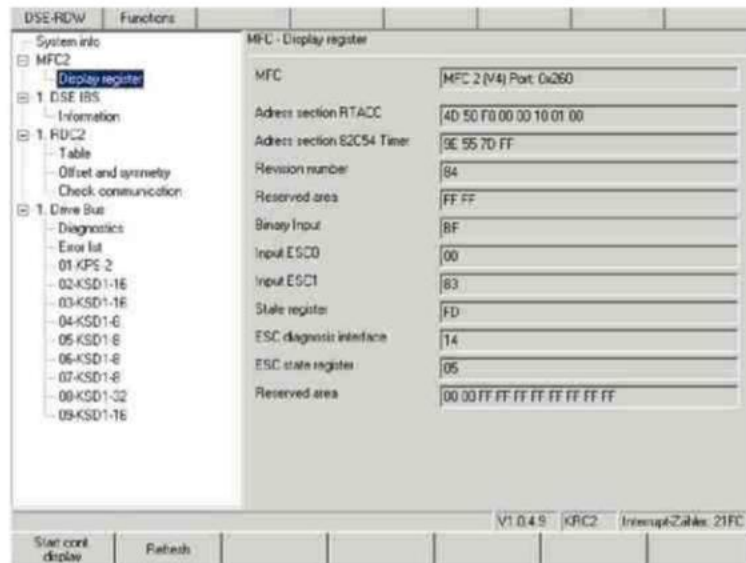 DSE-RDW Functions
System info
MFC2
Display register
1. DSE IBS
Information
1. RDC2
Table
Offset and symmetry
Check communication
1. Drive Bus
Diagnostics
Error list
01-KPS-2
02-KSD1-16
03-KSD1-16
04-KSD1-8
05-KSD1-8
06-KSD1-8
07-KSD1-8
08-KSD1-32
09-KSD1-16
MFC - Display register
MFC MFC 2 (V4) Port: 0x260
Adress section RTACC 4D 50 F0 00 00 10 01 00
Adress section 82C54 Timer 9E 55 7D FF
Revision number 84
Reserved area FF FF
Binary Input BF
Input ESC0 00
Input ESC1 83
State register FD
ESC diagnosis interface 14
ESC state register 05
Reserved area 00 00 FF FF FF FF FF FF FF FF
V1.0.4.9 KRC2 Interrupt-Zähler: 21FC
Start cont.
display
Refresh